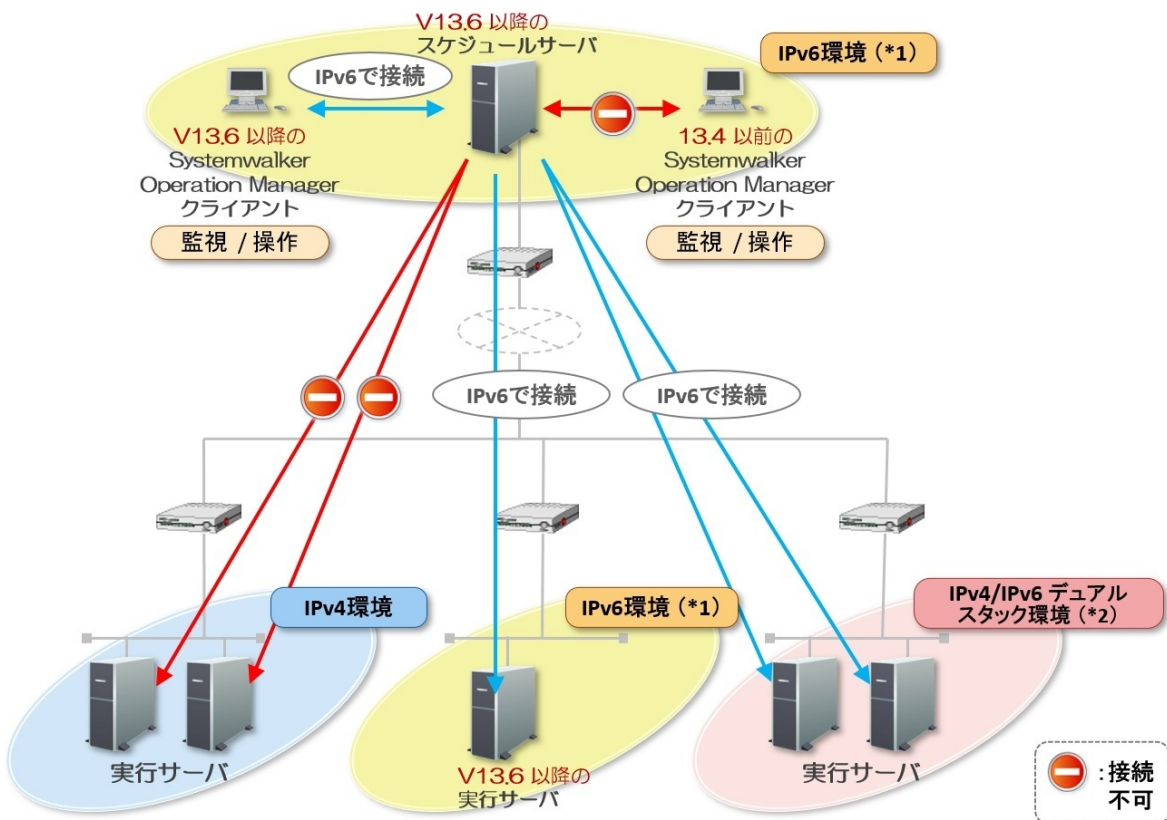 V13.6 以降の
スケジュールサーバ
IPv6環境（*1）
IPv6で接続
V13.6 以降の
Systemwalker
Operation Manager
クライアント
監視 / 操作
13.4 以前の
Systemwalker
Operation Manager
クライアント
監視 / 操作
IPv6で接続
IPv6で接続
IPv4環境
IPv6環境（*1）
IPv4/IPv6 デュアル
スタック環境（*2）
実行サーバ
V13.6 以降の
実行サーバ
実行サーバ
：接続
不可